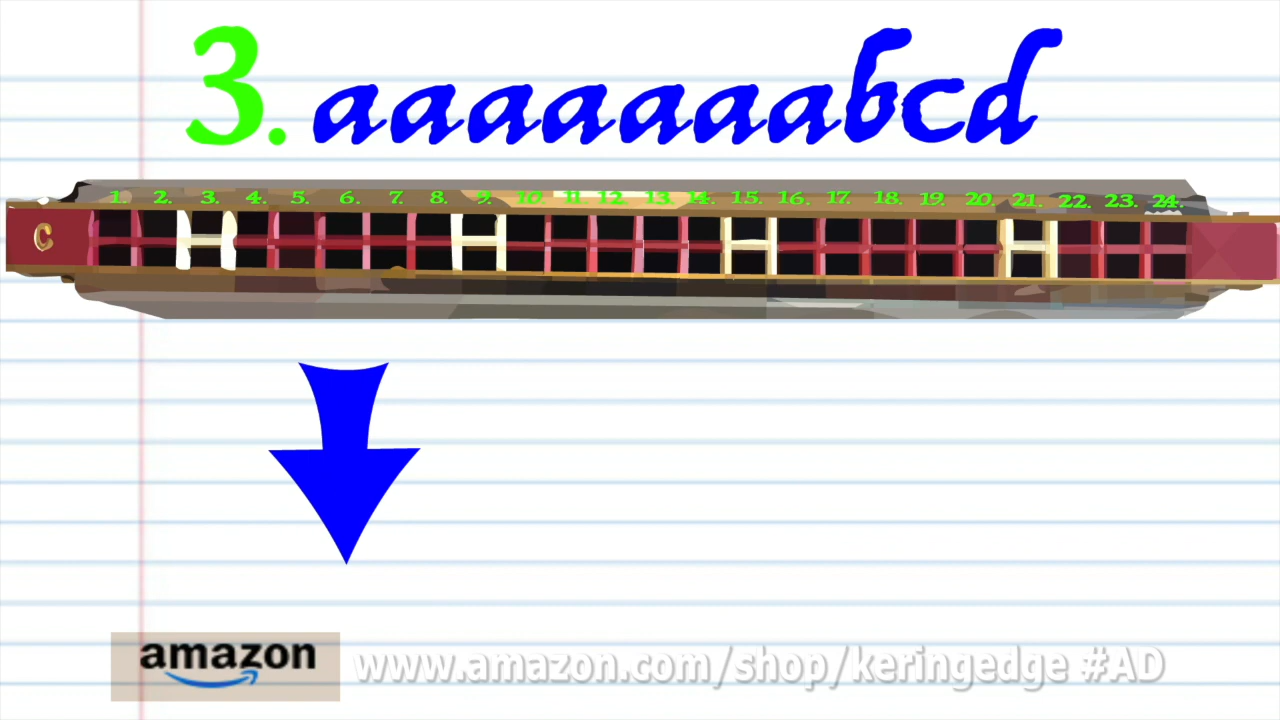 3. aaaaaaabcd
1. 2. 3. 4. 5. 6. 7. 8. 9. 10. 11. 12. 13. 14. 15. 16. 17. 18. 19. 20. 21. 22. 23. 24.
C
amazon www.amazon.com/shop/keringedge #AD